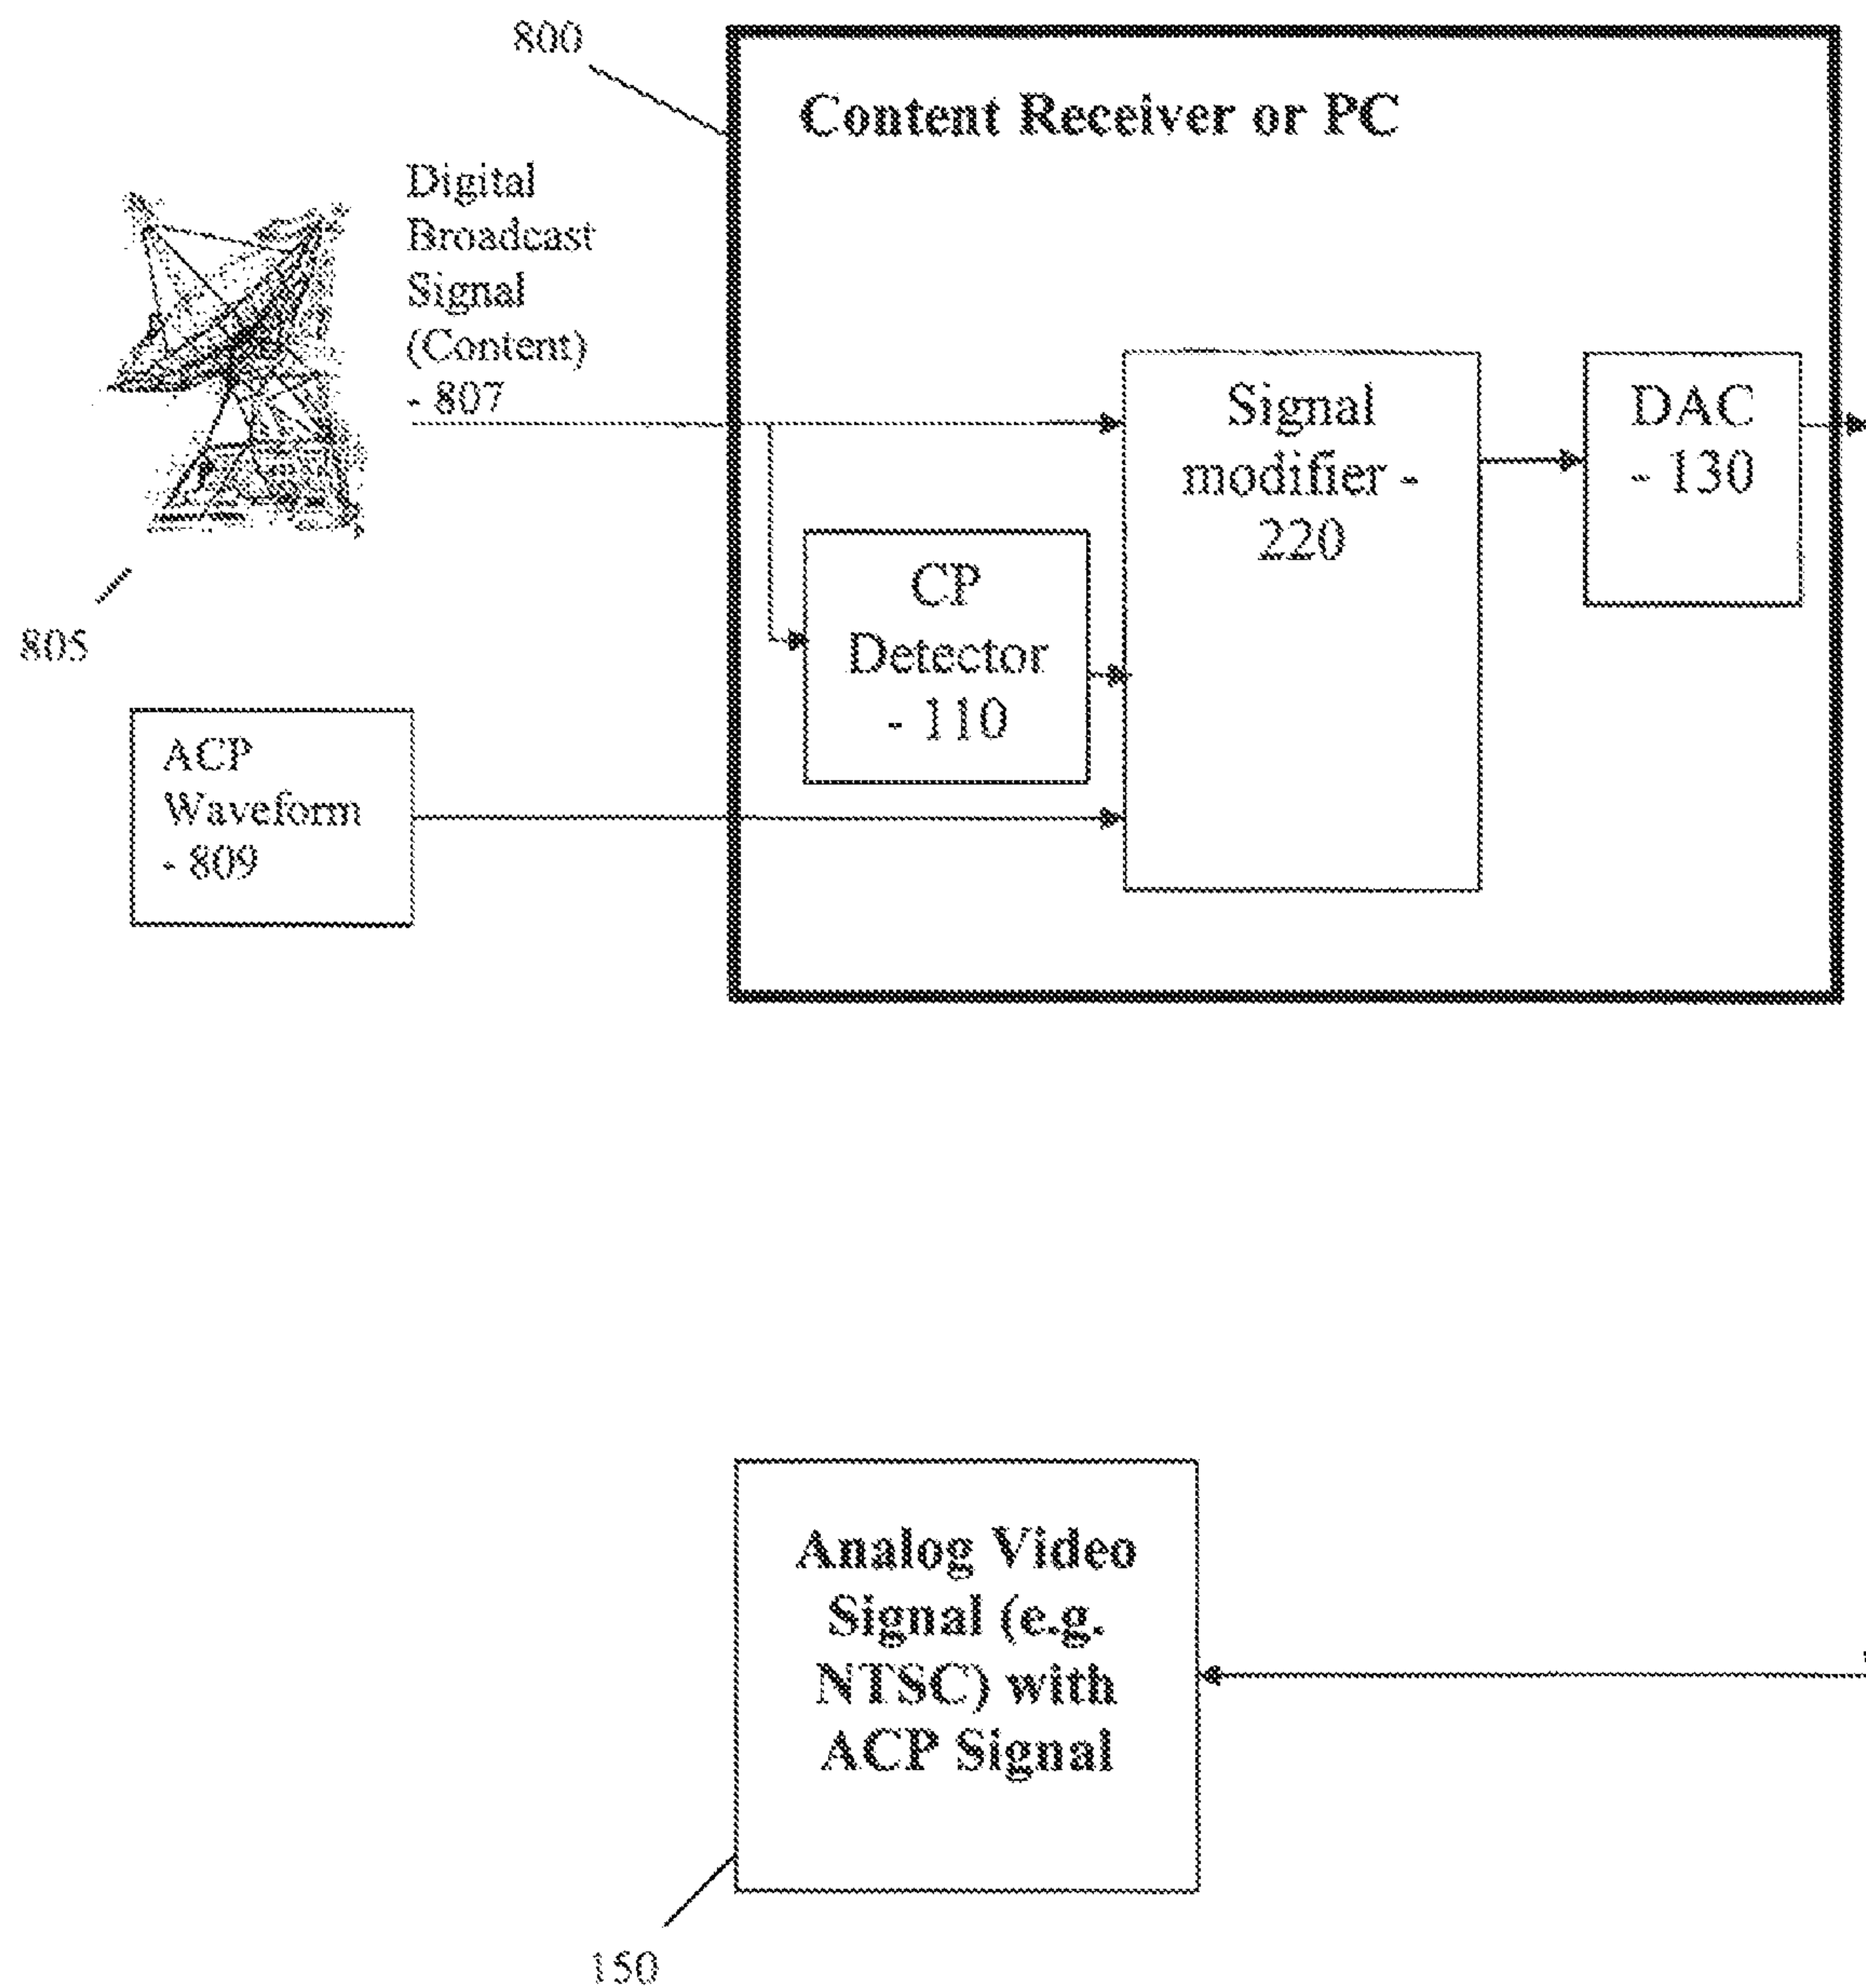 800
Content Receiver or PC
Digital
Broadcast
Signal
(Content)
- 807
Signal
modifier -
220
DAC
- 130
CP
Detector
- 110
805
ACP
Waveform
- 809
Analog Video
Signal (e.g.
NTSC) with
ACP Signal
150